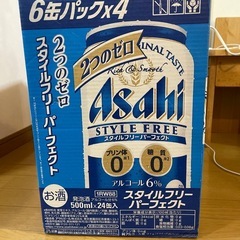 6缶パック×4
2つのゼロ
スタイルフリーパーフェクト
2つのゼロ
FINAL TASTE
Rich & Smooth
Asahi
STYLE FREE
スタイルフリー パーフェクト
プリン体 0
糖質 0
アルコール 6%
お酒
発泡酒
500ml×24缶入
スタイルフリー
パーフェクト